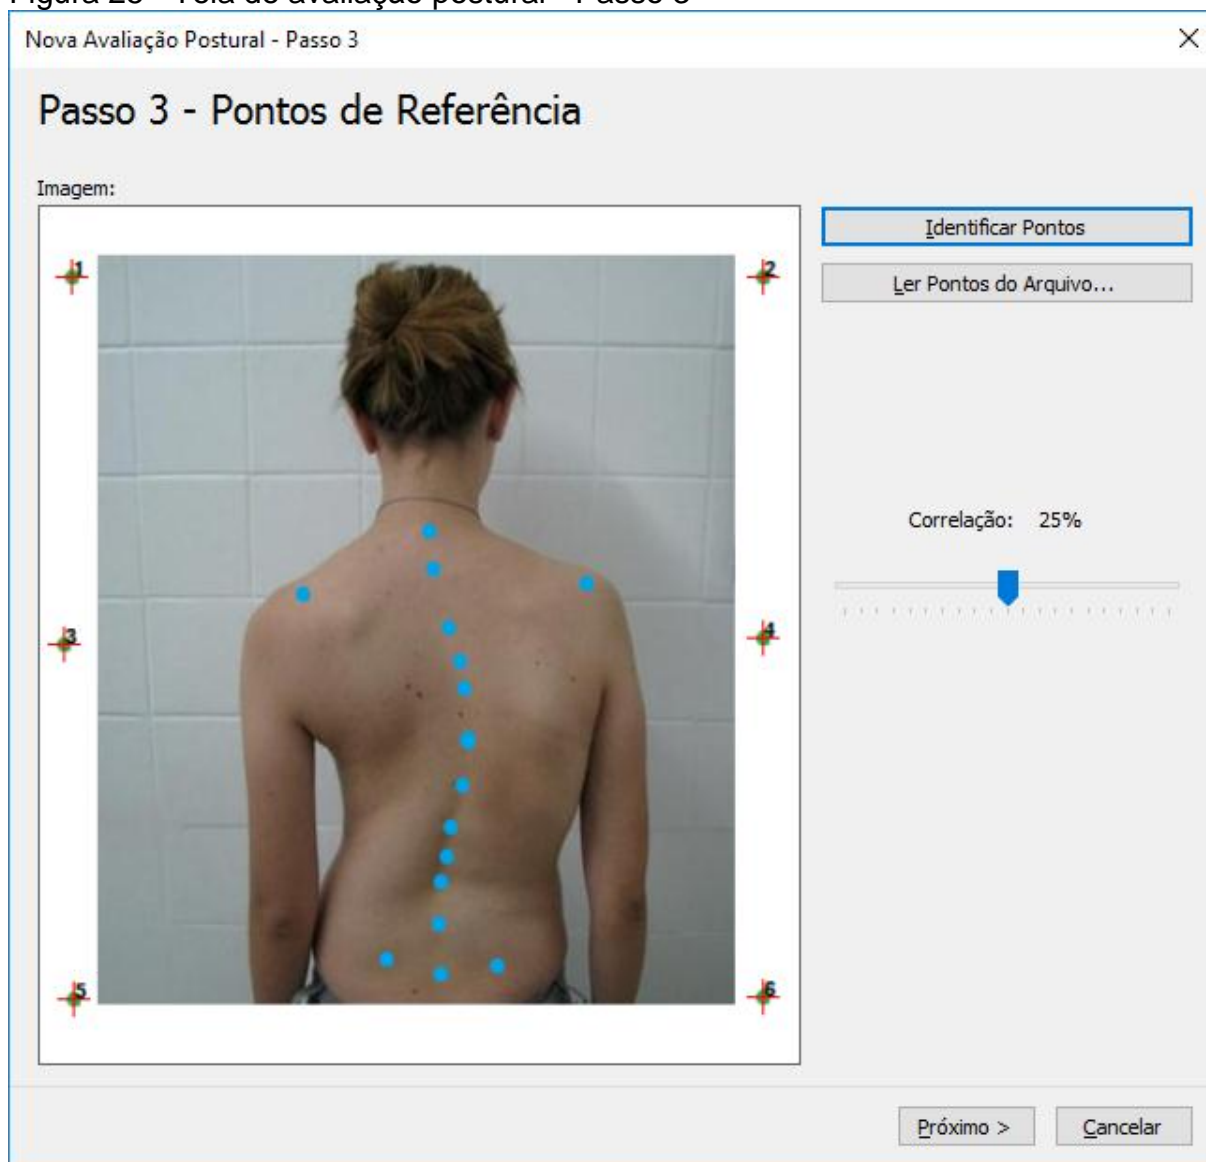 Nova Avaliação Postural - Passo 3
Passo 3 - Pontos de Referência
Imagem:
Identificar Pontos
Ler Pontos do Arquivo...
1
2
Correlação: 25%
3
4
5
6
Próximo >
Cancelar